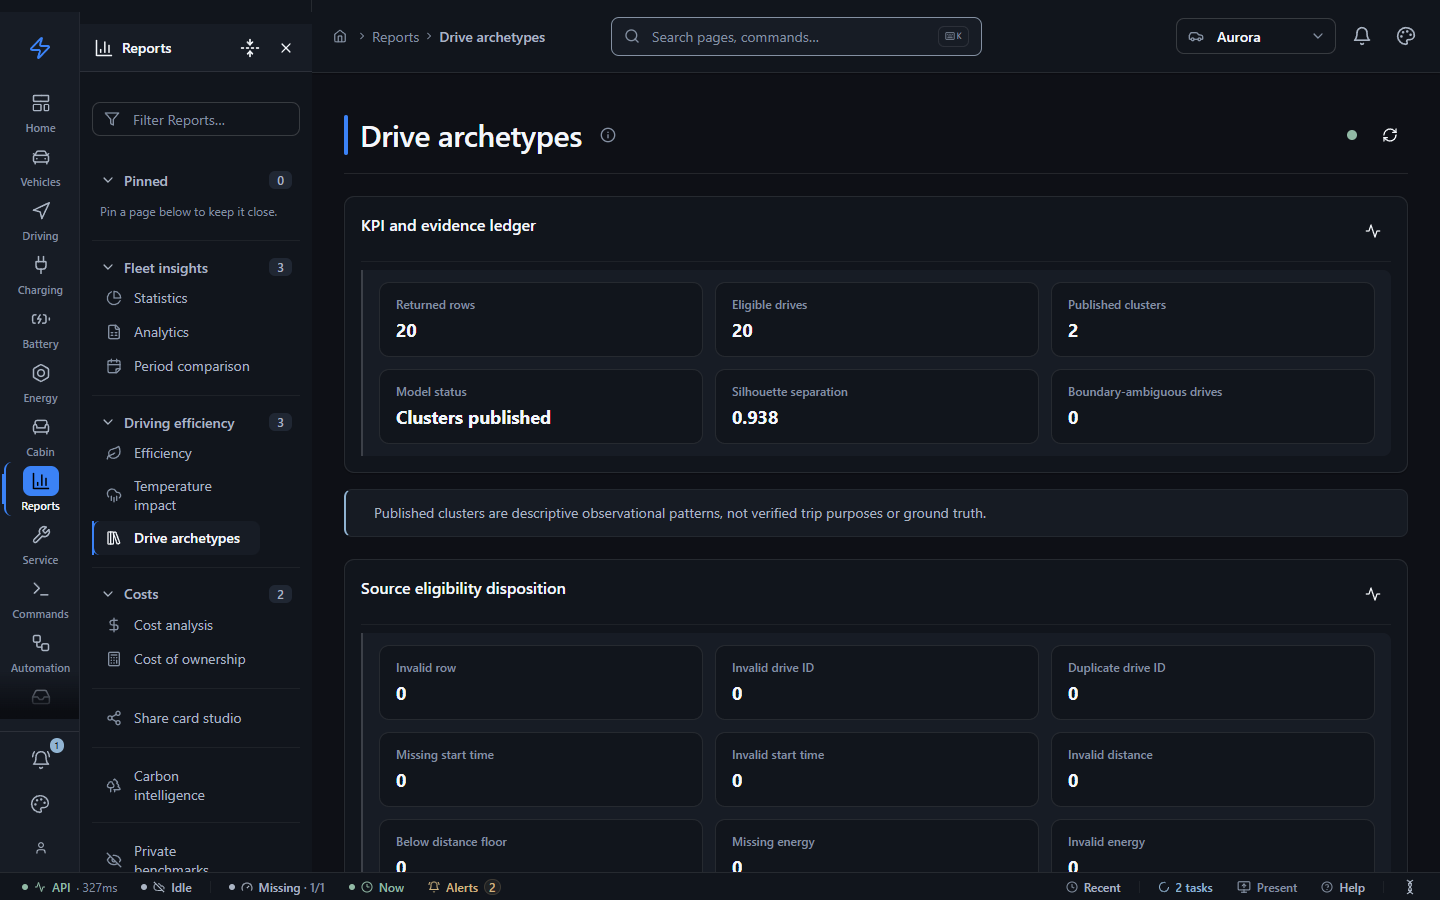 Reports
Reports
Drive archetypes
Search pages, commands...
K
Aurora
Home
Vehicles
Driving
Charging
Battery
Energy
Cabin
Reports
Service
Commands
Automation
1
Filter Reports...
Pinned
0
Pin a page below to keep it close.
Fleet insights
3
Statistics
Analytics
Period comparison
Driving efficiency
3
Efficiency
Temperature
impact
Drive archetypes
Costs
2
Cost analysis
Cost of ownership
Share card studio
Carbon
intelligence
Private
benchmarks
Drive archetypes
KPI and evidence ledger
Returned rows
20
Eligible drives
20
Published clusters
2
Model status
Clusters published
Silhouette separation
0.938
Boundary-ambiguous drives
0
Published clusters are descriptive observational patterns, not verified trip purposes or ground truth.
Source eligibility disposition
Invalid row
0
Invalid drive ID
0
Duplicate drive ID
0
Missing start time
0
Invalid start time
0
Invalid distance
0
Below distance floor
0
Missing energy
0
Invalid energy
0
API · 327ms
Idle
Missing · 1/1
Now
Alerts 2
Recent
2 tasks
Present
Help